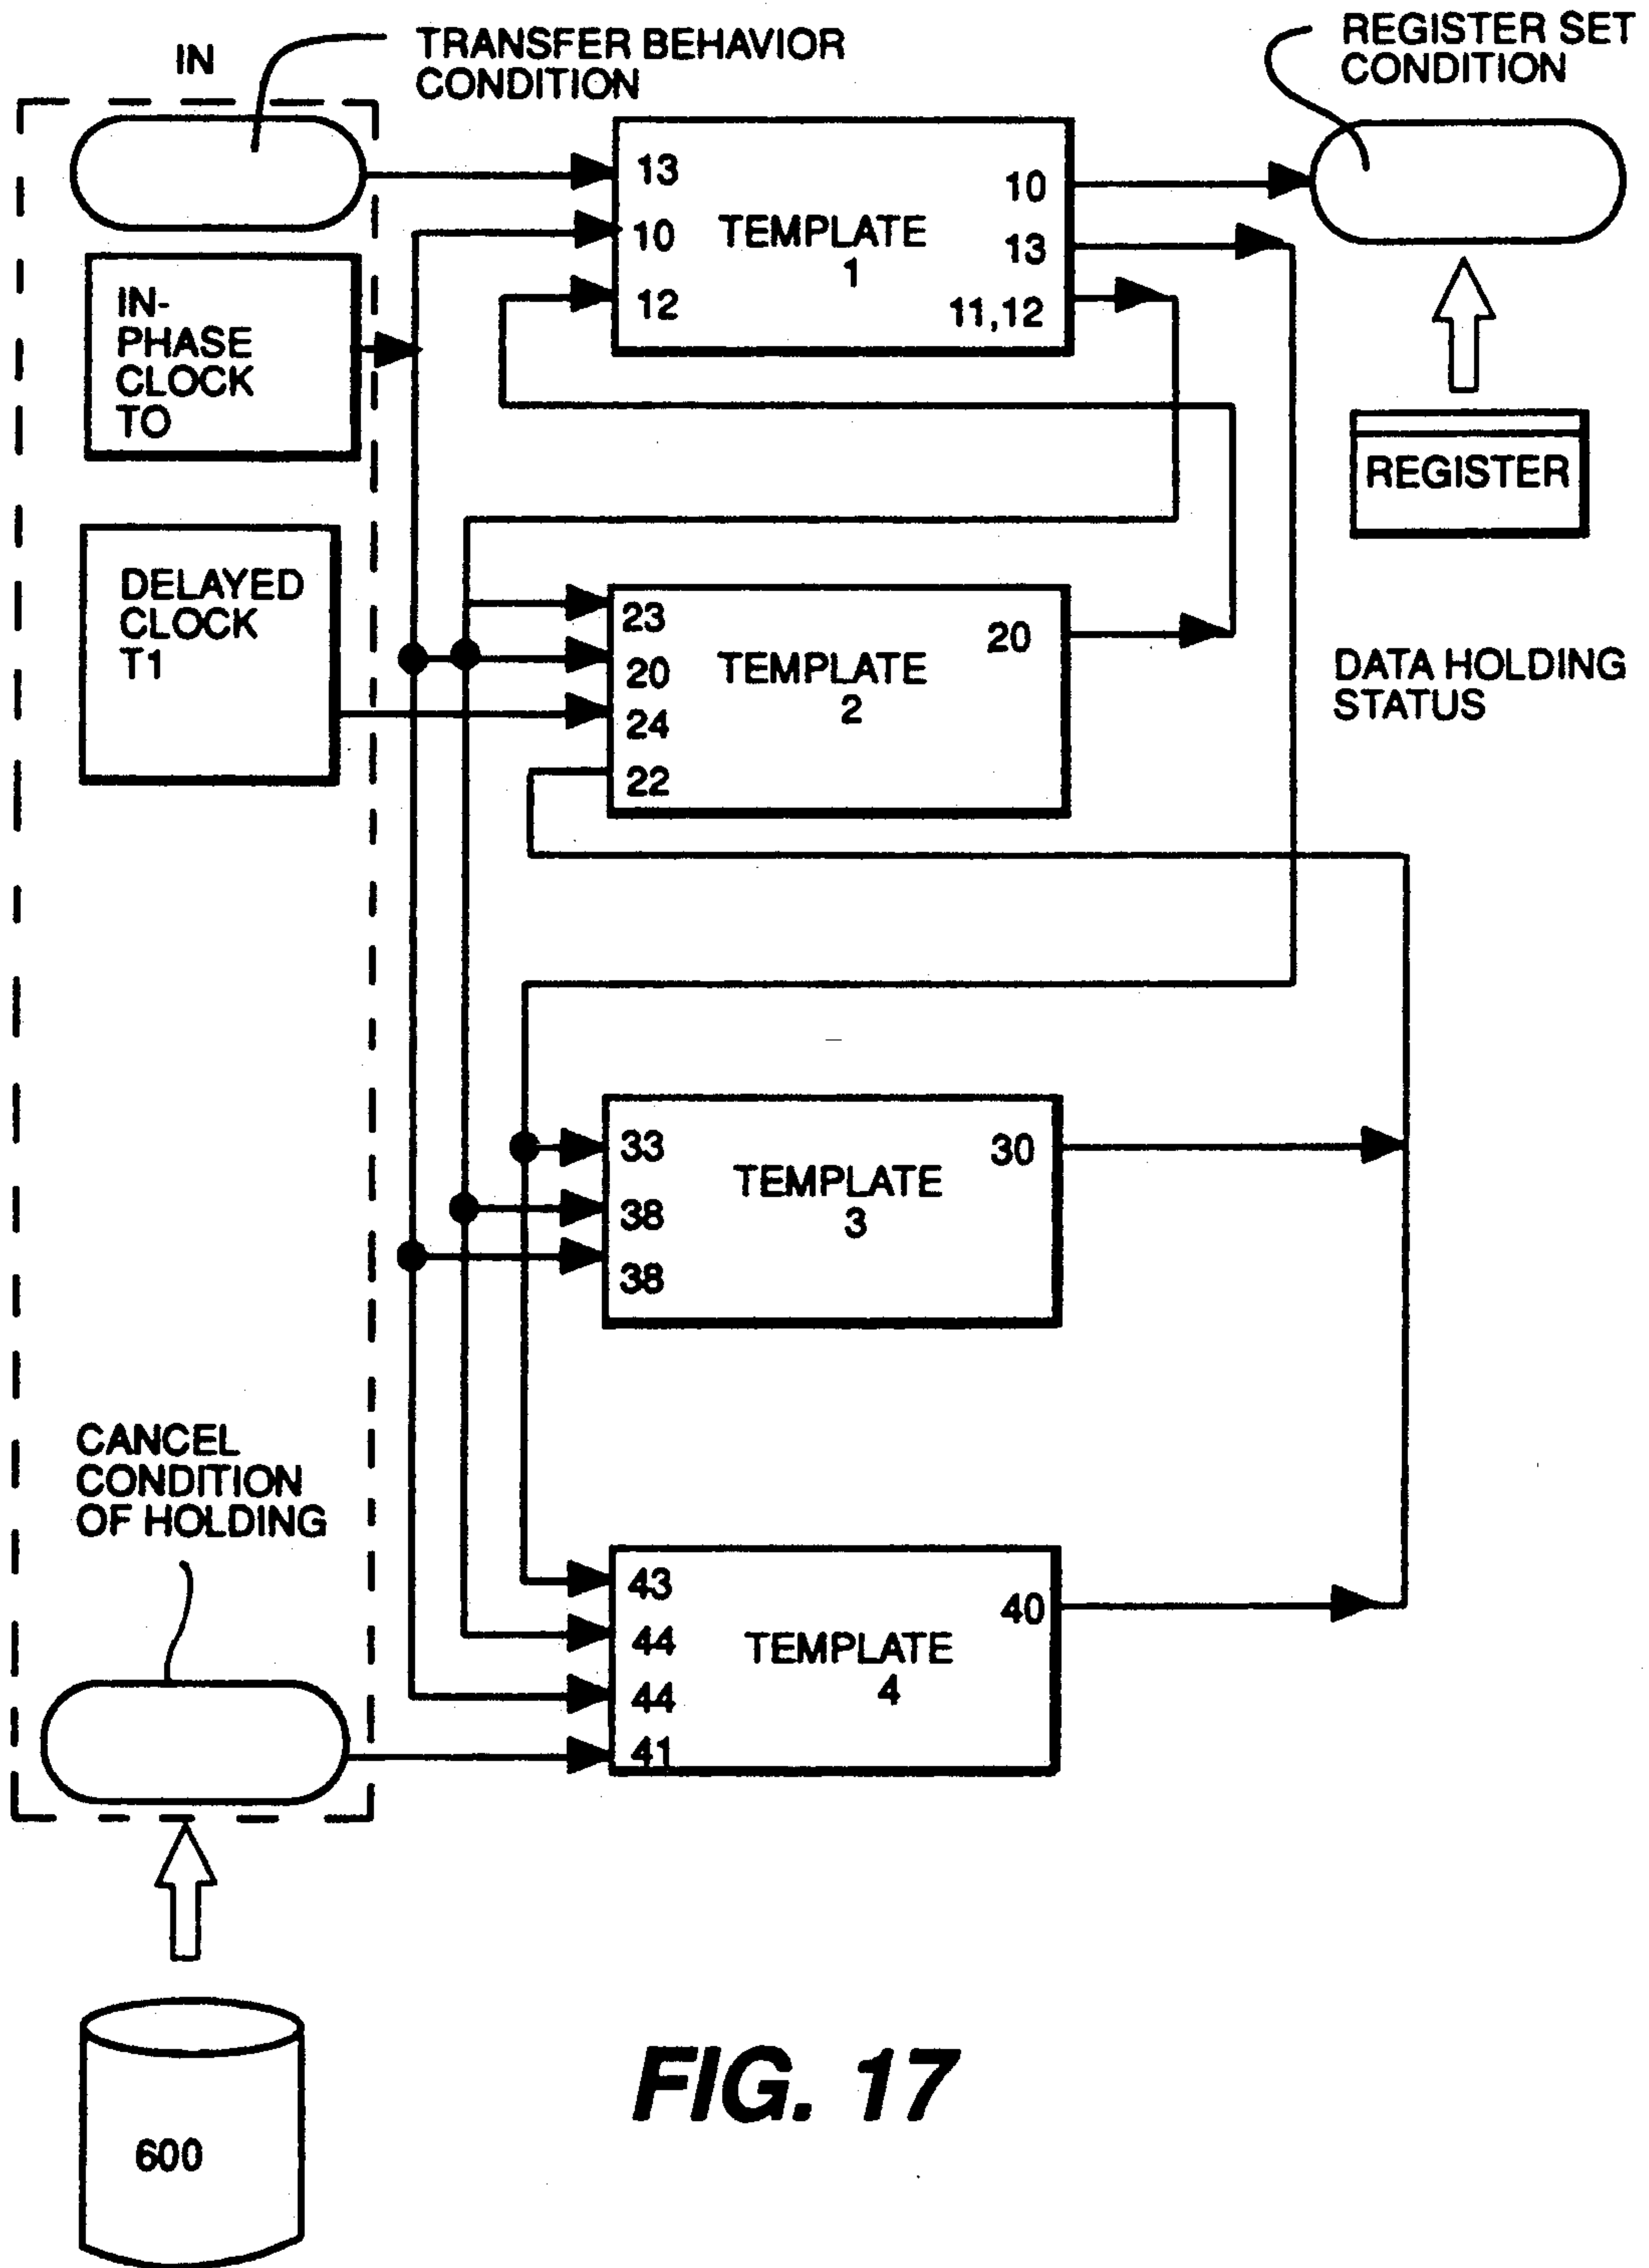 IN
TRANSFER BEHAVIOR
CONDITION
REGISTER SET
CONDITION
13
10
12
TEMPLATE
1
10
13
11,12
IN-
PHASE
CLOCK
TO
REGISTER
DELAYED
CLOCK
T1
23
20
24
22
TEMPLATE
2
20
DATA HOLDING
STATUS
33
38
38
TEMPLATE
3
30
CANCEL
CONDITION
OF HOLDING
43
44
44
41
TEMPLATE
4
40
600
FIG. 17